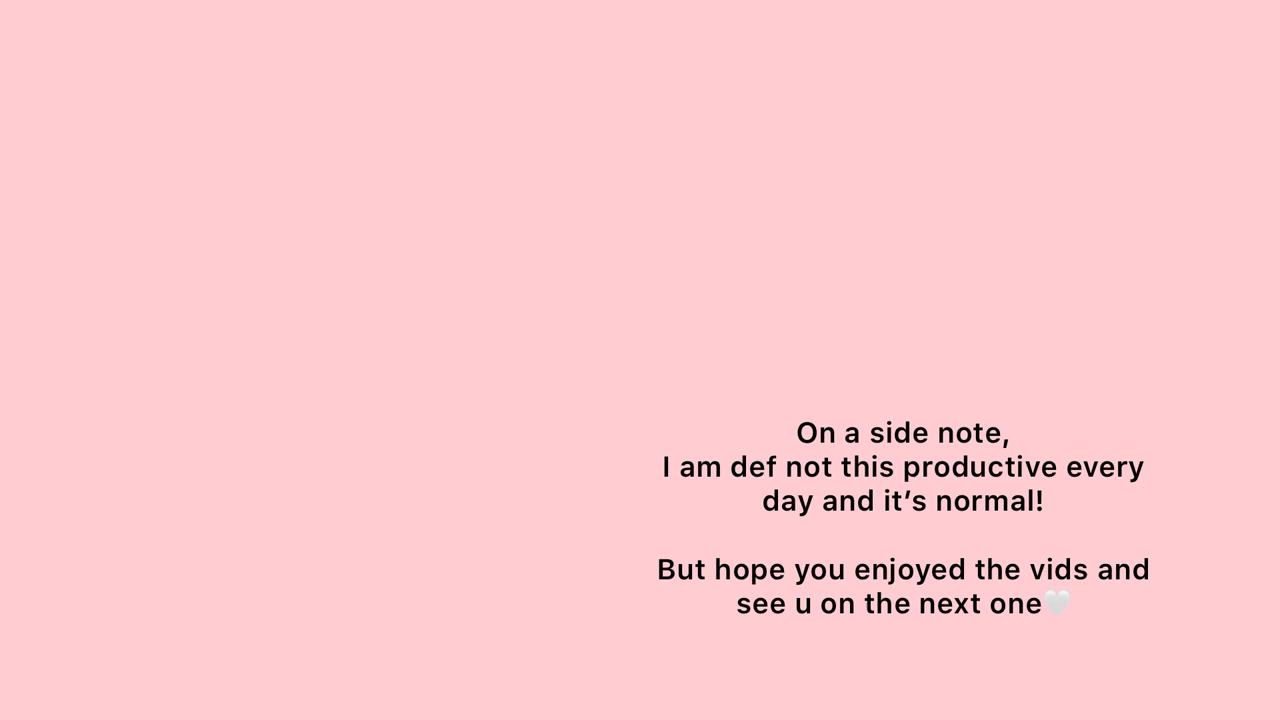 On a side note,
I am def not this productive every
day and it’s normal!
But hope you enjoyed the vids and
see u on the next one🤍